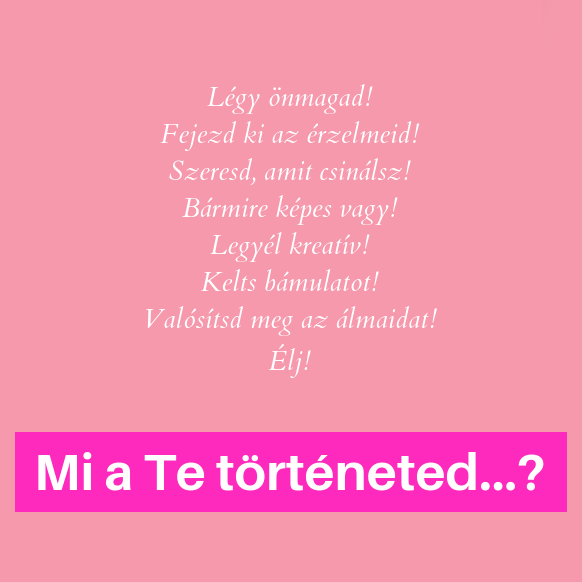 Légy önmagad!
Fejezd ki az érzelmeid!
Szeresd, amit csinálsz!
Bármire képes vagy!
Legyél kreatív!
Kelts bámulatot!
Valósítsd meg az álmaidat!
Élj!
Mi a Te történeted...?